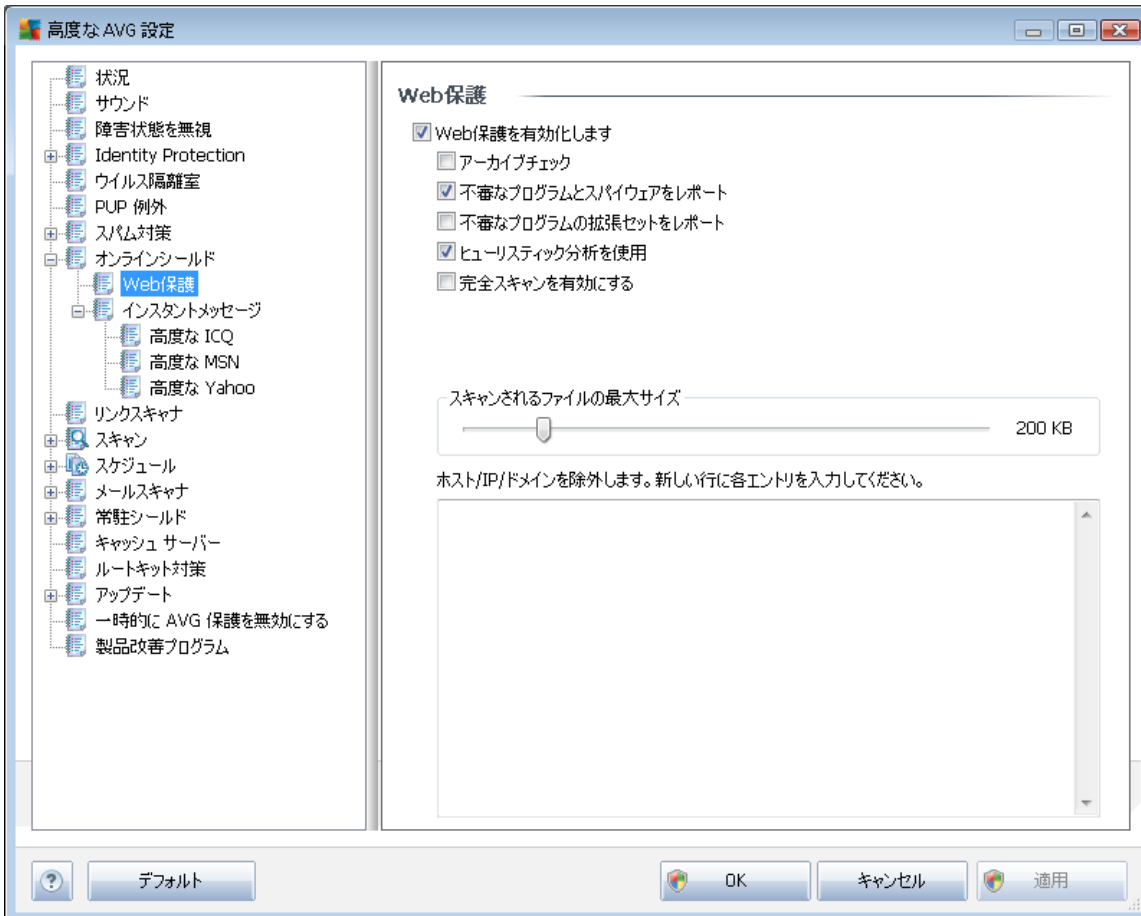 高度な AVG 設定
状況
サウンド
障害状態を無視
Identity Protection
ウイルス隔離室
PUP 例外
スパム対策
オンラインシールド
Web保護
インスタントメッセージ
高度な ICQ
高度な MSN
高度な Yahoo
リンクスキャナ
スキャン
スケジュール
メールスキャナ
常駐シールド
キャッシュ サーバー
ルートキット対策
アップデート
一時的に AVG 保護を無効にする
製品改善プログラム
Web保護
Web保護を有効化します
アーカイブチェック
不審なプログラムとスパイウェアをレポート
不審なプログラムの拡張セットをレポート
ヒューリスティック分析を使用
完全スキャンを有効にする
スキャンされるファイルの最大サイズ
200 KB
ホスト/IP/ドメインを除外します。新しい行に各エントリを入力してください。
?
デフォルト
OK
キャンセル
適用